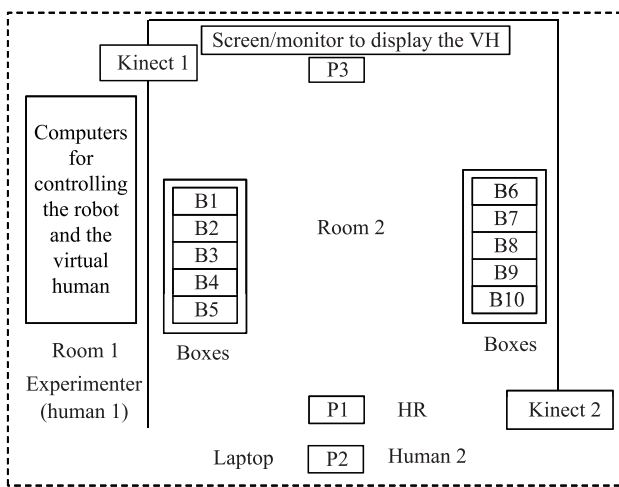 Screen/monitor to display the VH
Kinect 1
P3
Computers
for
controlling
the robot
and the
virtual
human
B1
B2
B3
B4
B5
Boxes
Room 2
B6
B7
B8
B9
B10
Boxes
Room 1
Experimenter
(human 1)
P1
HR
Kinect 2
Laptop
P2
Human 2